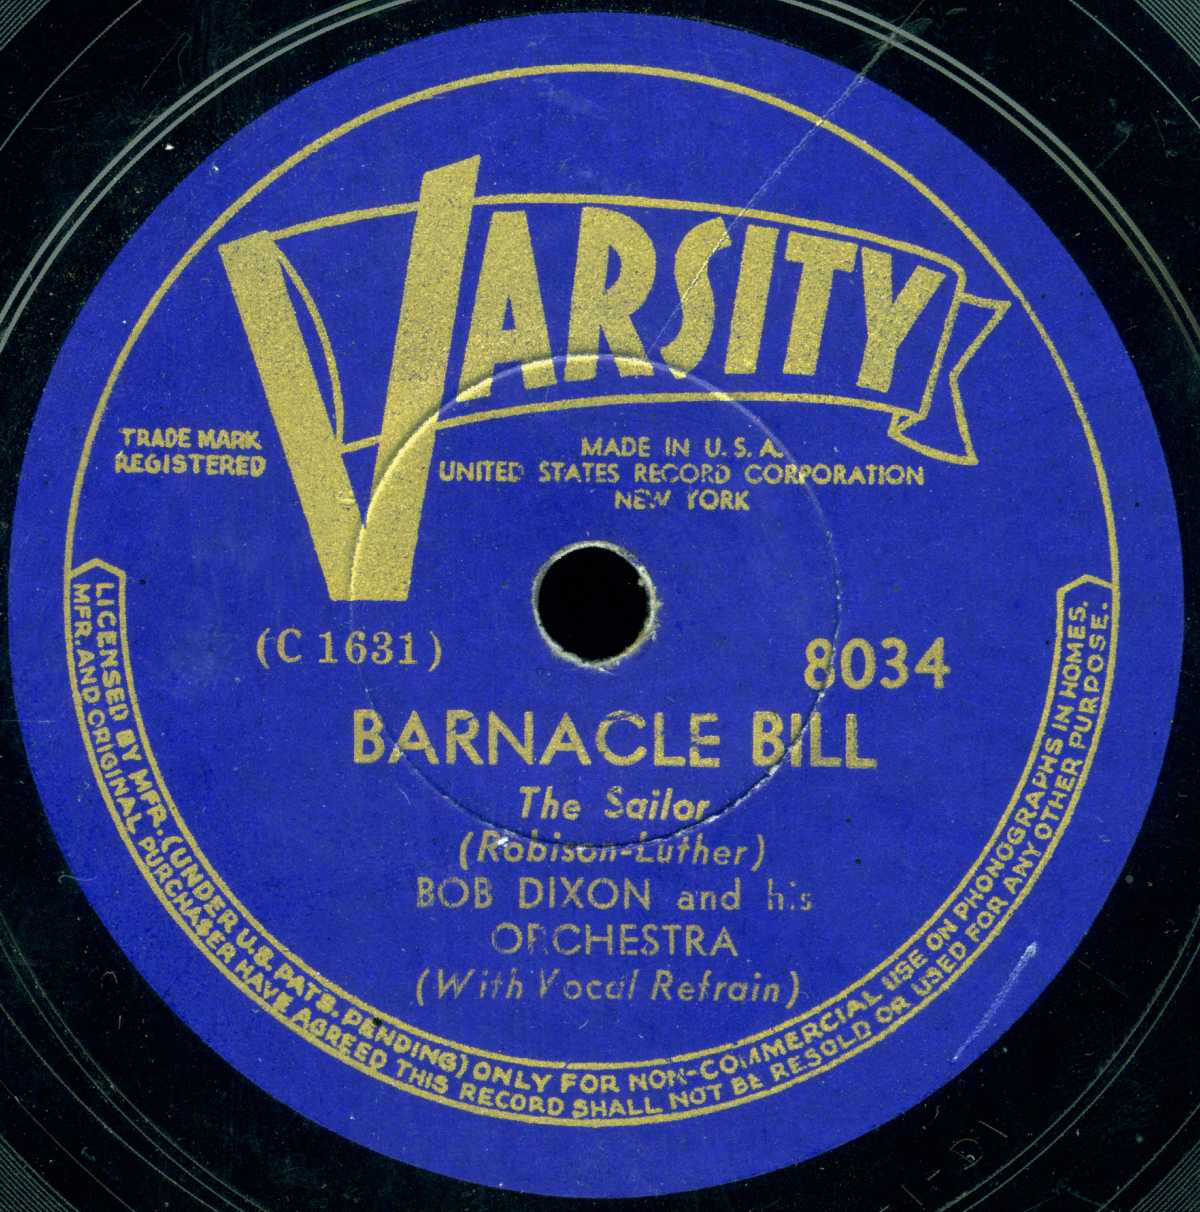 VARSITY
TRADE MARK
REGISTERED
MADE IN U.S.A.
UNITED STATES RECORD CORPORATION
NEW YORK
(C 1631)
8034
BARNACLE BILL
The Sailor
(Robison-Luther)
BOB DIXON and his
ORCHESTRA
(With Vocal Refrain)
LICENSED BY MFR. (UNDER U.S. PATS. PENDING) ONLY FOR NON-COMMERCIAL USE ON PHONOGRAPHS IN HOMES.
MFR. AND ORIGINAL PURCHASER HAVE AGREED THIS RECORD SHALL NOT BE RESOLD OR USED FOR ANY OTHER PURPOSE.